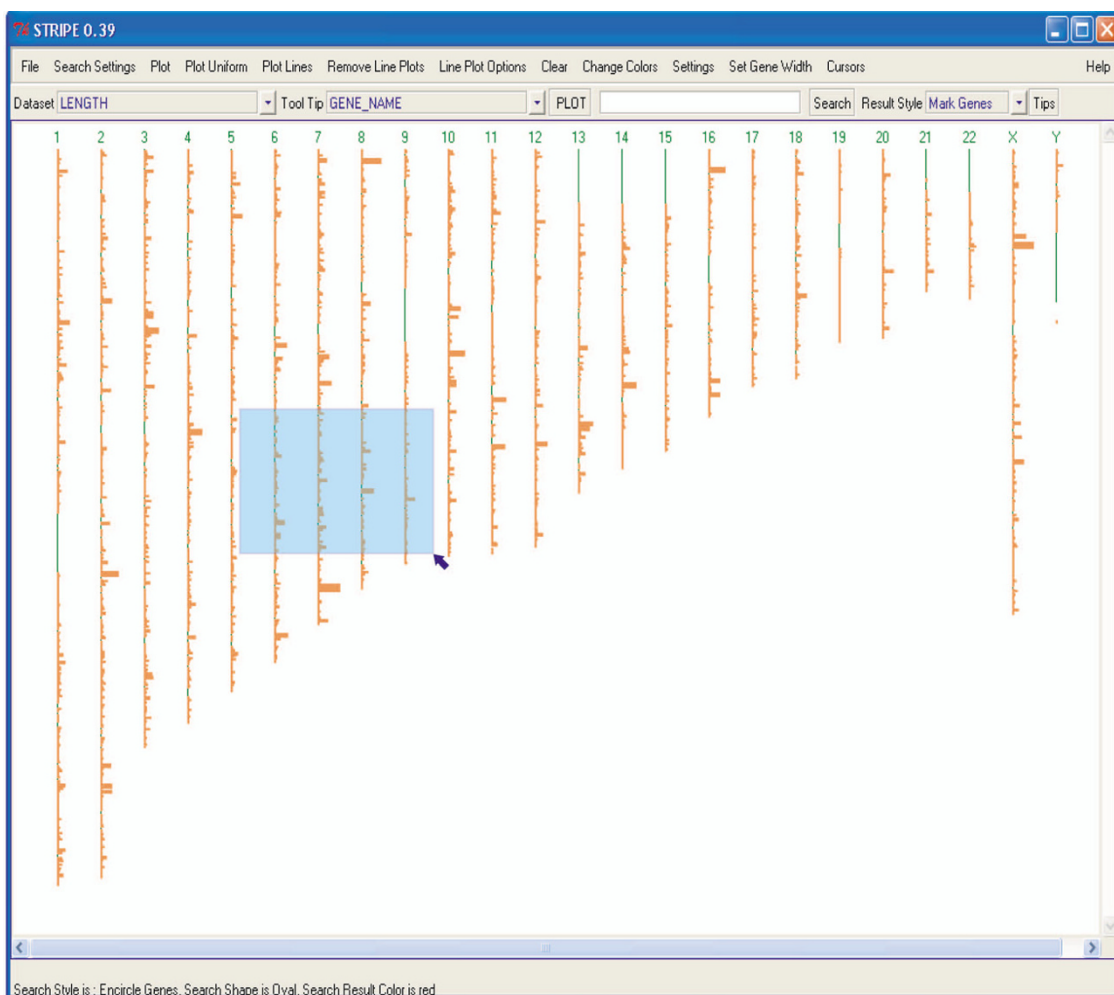 STRIPE 0.39
File Search Settings Plot Plot Uniform Plot Lines Remove Line Plots Line Plot Options Clear Change Colors Settings Set Gene Width Cursors Help
Dataset LENGTH Tool Tip GENE_NAME PLOT Search Result Style Mark Genes Tips
1 2 3 4 5 6 7 8 9 10 11 12 13 14 15 16 17 18 19 20 21 22 X Y
Search Style is : Encircle Genes, Search Shape is Oval, Search Result Color is red